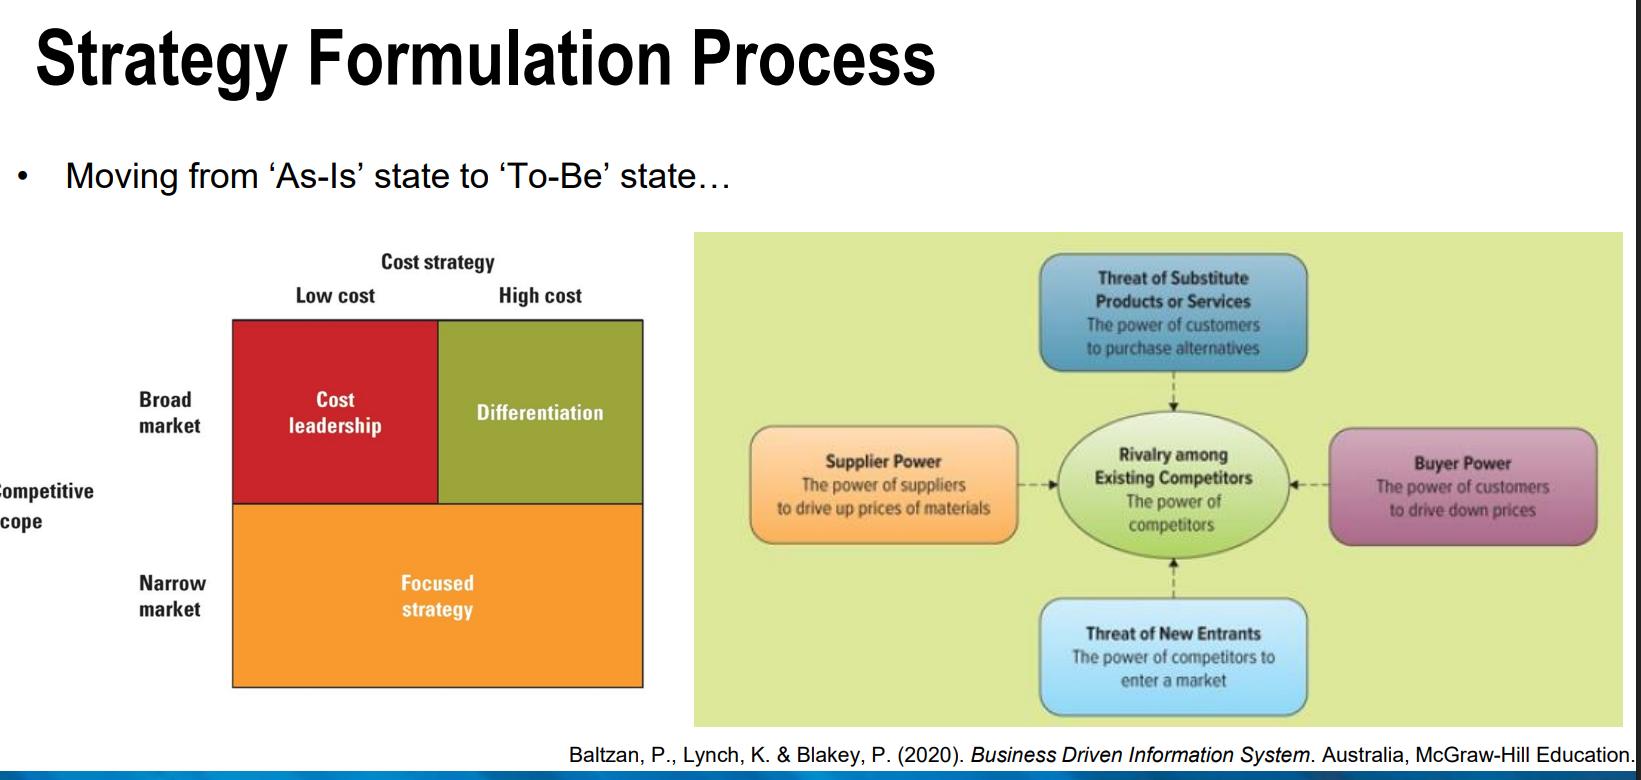 Strategy Formulation Process
• Moving from ‘As-Is’ state to ‘To-Be’ state…
Cost strategy
Low cost High cost
Broad
market
Cost
leadership
Differentiation
ompetitive
cope
Narrow
market
Focused
strategy
Threat of Substitute
Products or Services
The power of customers
to purchase alternatives
Supplier Power
The power of suppliers
to drive up prices of materials
Rivalry among
Existing Competitors
The power of
competitors
Buyer Power
The power of customers
to drive down prices
Threat of New Entrants
The power of competitors to
enter a market
Baltzan, P., Lynch, K. & Blakey, P. (2020). Business Driven Information System. Australia, McGraw-Hill Education.